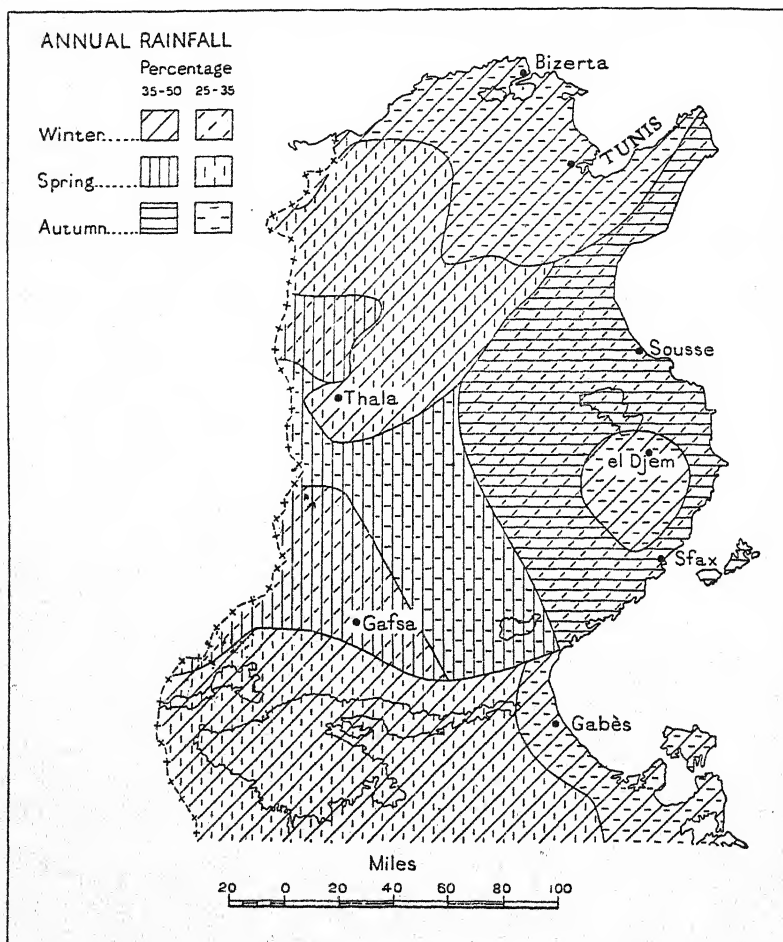 ANNUAL RAINFALL
Percentage
35-50 25-35
Winter......
Spring......
Autumn......
Bizerta
TUNIS
Sousse
Thala
el Djem
Sfax
Gafsa
Gabès
Miles
20 0 20 40 60 80 100